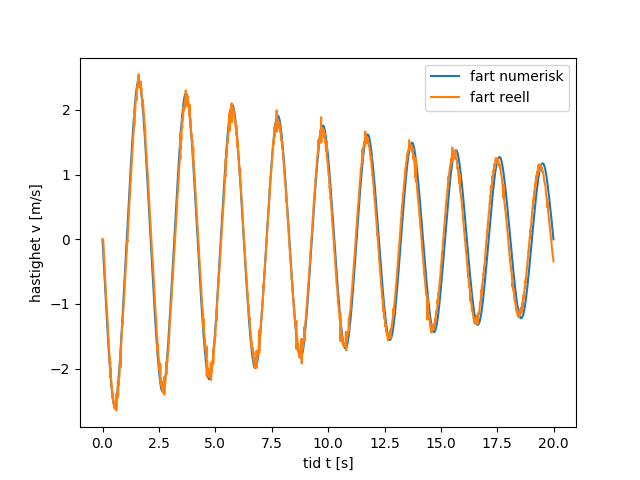 fart numerisk
fart reell
hastighet v [m/s]
2
1
0
−1
−2
0.0 2.5 5.0 7.5 10.0 12.5 15.0 17.5 20.0
tid t [s]